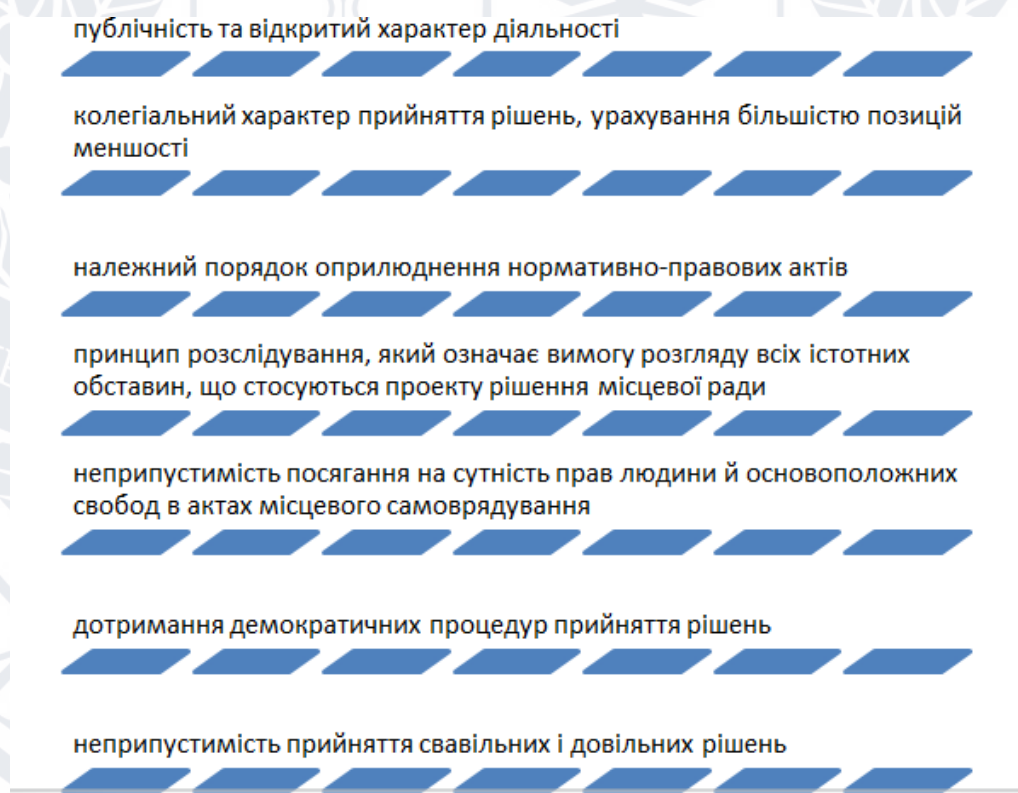 публічність та відкритий характер діяльності
колегіальний характер прийняття рішень, урахування більшістю позицій
меншості
належний порядок оприлюднення нормативно-правових актів
принцип розслідування, який означає вимогу розгляду всіх істотних
обставин, що стосуються проекту рішення місцевої ради
неприпустимість посягання на сутність прав людини й основоположних
свобод в актах місцевого самоврядування
дотримання демократичних процедур прийняття рішень
неприпустимість прийняття свавільних і довільних рішень